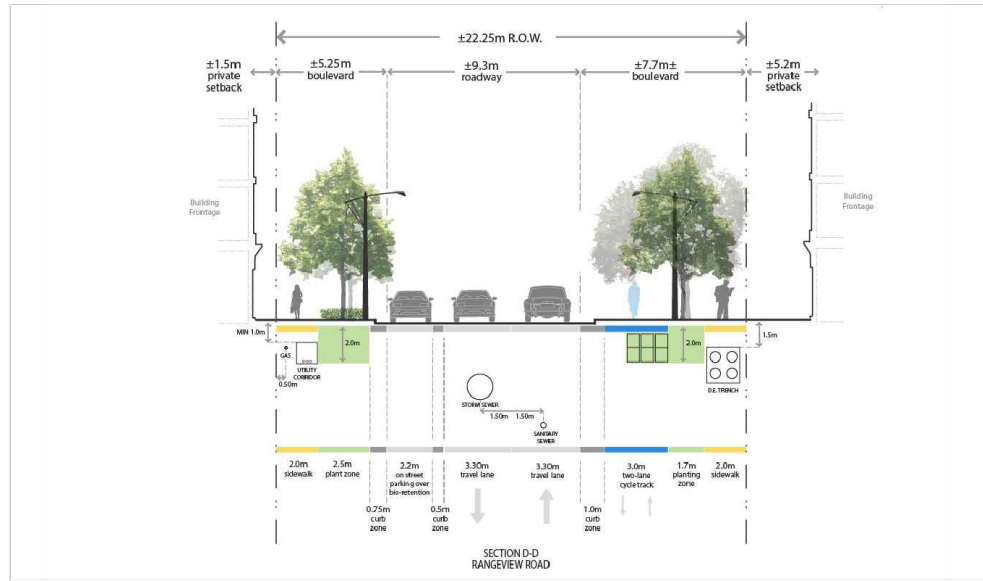 ±22.25m R.O.W.
±1.5m
private
setback
±5.25m
boulevard
±9.3m
roadway
±7.7m±
boulevard
±5.2m
private
setback
Building
Frontage
Building
Frontage
MIN 1.0m
GAS
0.50m
UTILITY
CORRIDOR
2.0m
2.0m
1.5m
D.E. TRENCH
STORM SEWER
1.50m 1.50m
SANITARY
SEWER
2.0m
sidewalk
2.5m
plant zone
0.75m
curb
zone
2.2m
on street
parking over
bio-retention
0.5m
curb
zone
3.30m
travel lane
3.30m
travel lane
1.0m
curb
zone
3.0m
two-lane
cycle track
1.7m
planting
zone
2.0m
sidewalk
SECTION D-D
RANGEVIEW ROAD